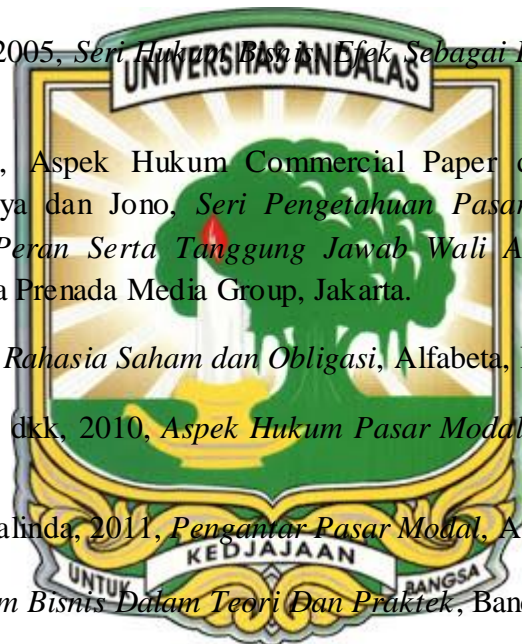 2005, Seri Hukum Bisnis: Efek Sebagai
UNIVERSITAS ANDALAS
, Aspek Hukum Commercial Paper
ya dan Jono, Seri Pengetahuan Pasar
Peran Serta Tanggung Jawab Wali A
a Prenada Media Group, Jakarta.
Rahasia Saham dan Obligasi, Alfabeta,
dkk, 2010, Aspek Hukum Pasar Modal
alinda, 2011, Pengantar Pasar Modal, A
KEDJAJAAN
UNTUK BANGSA
m Bisnis Dalam Teori Dan Praktek, Band